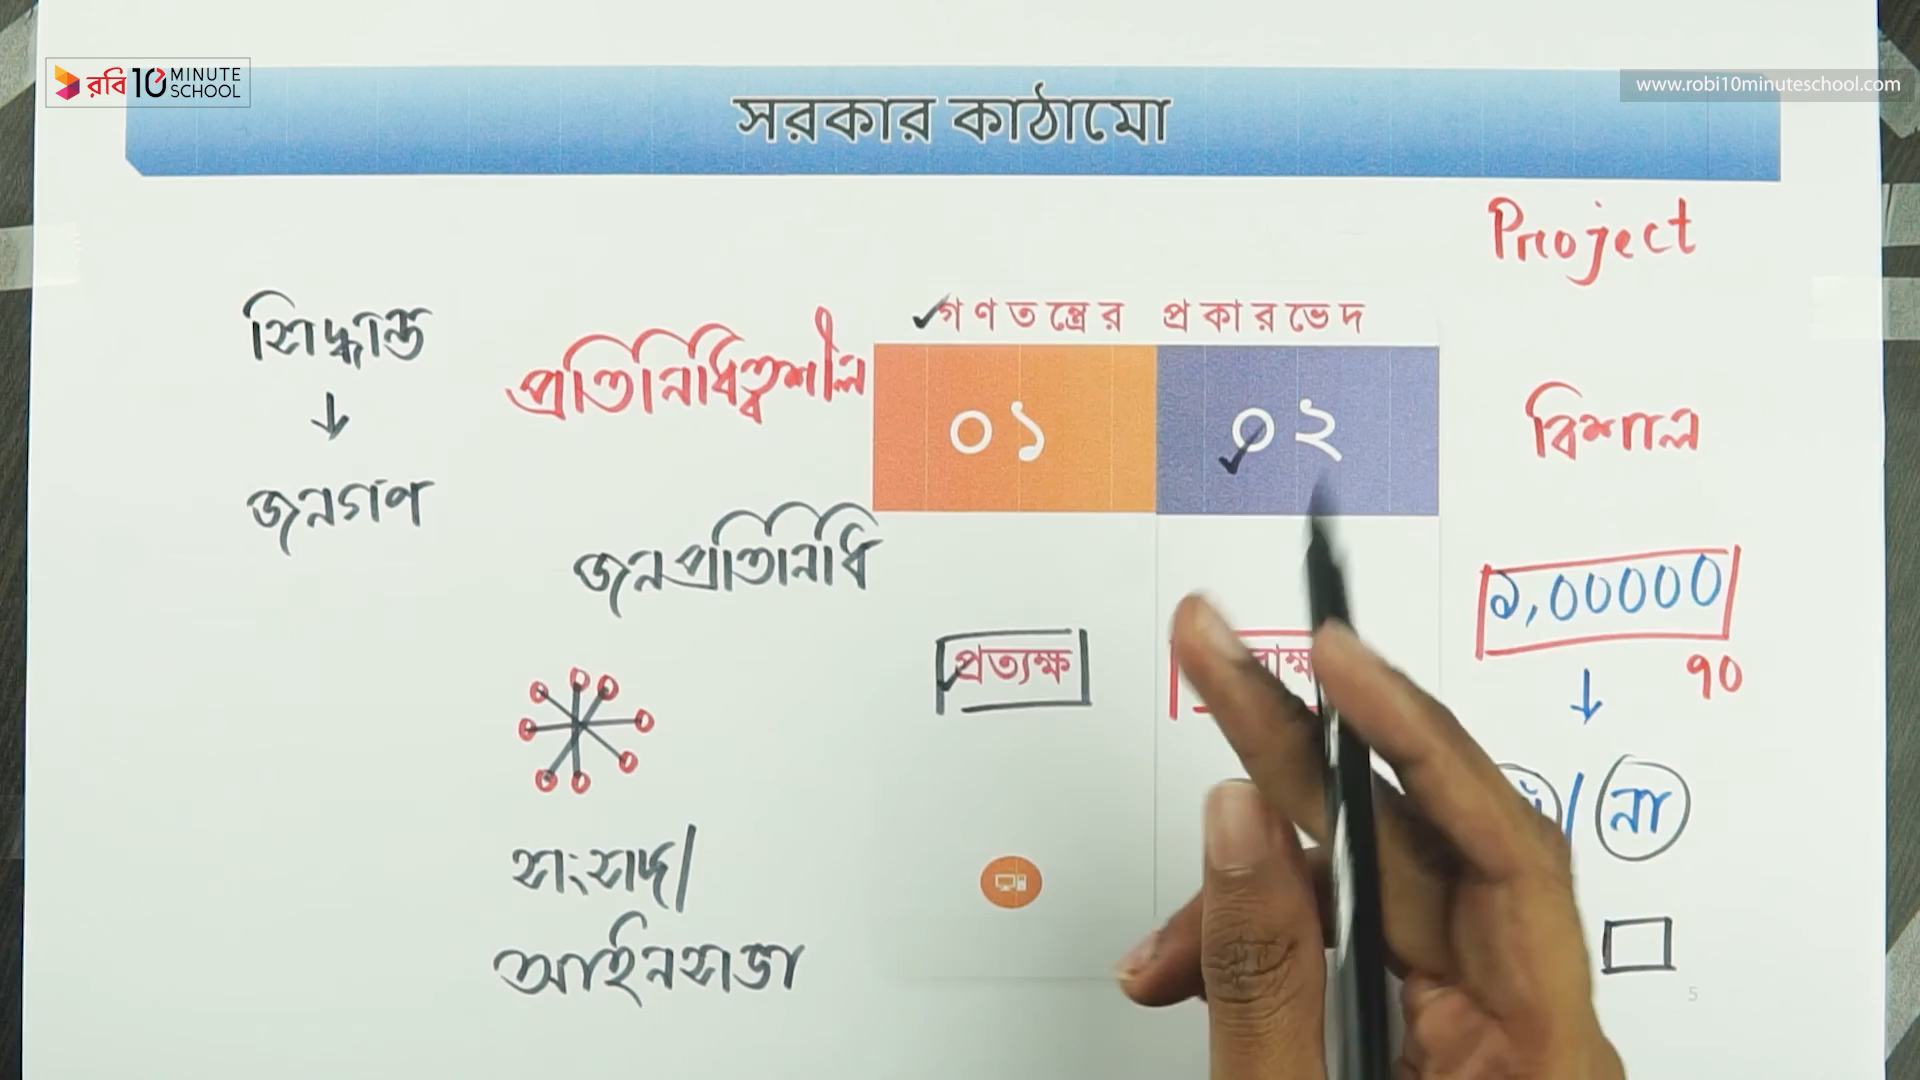 রবি 10 MINUTE SCHOOL
www.robi10minuteschool.com
সরকার কাঠামো
Project
গণতন্ত্রের প্রকারভেদ
সিদ্ধান্ত
↓
জনগণ
প্রতিনিধিত্বশীল
০১
০২
বিশাল
জনপ্রতিনিধি
১,০০০০০
৭০
প্রত্যক্ষ
↓
/ না
সংসদ/
আইনসভা
5